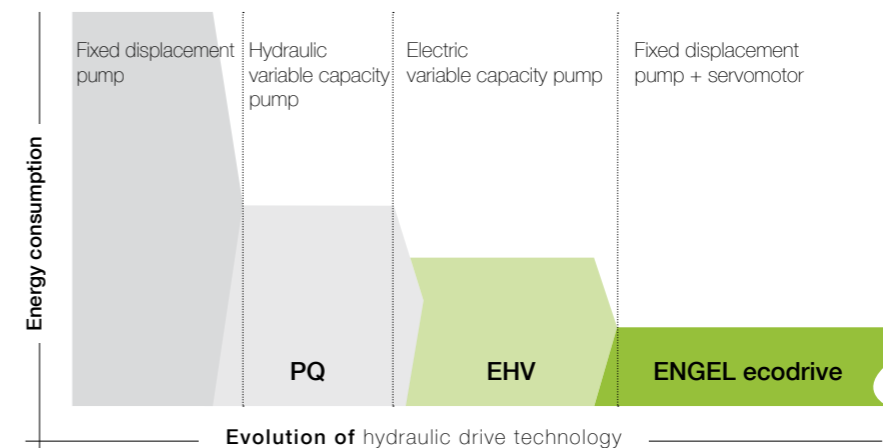 Fixed displacement
pump
Hydraulic
variable capacity
pump
Electric
variable capacity pump
Fixed displacement
pump + servomotor
Energy consumption
PQ
EHV
ENGEL ecodrive
Evolution of hydraulic drive technology